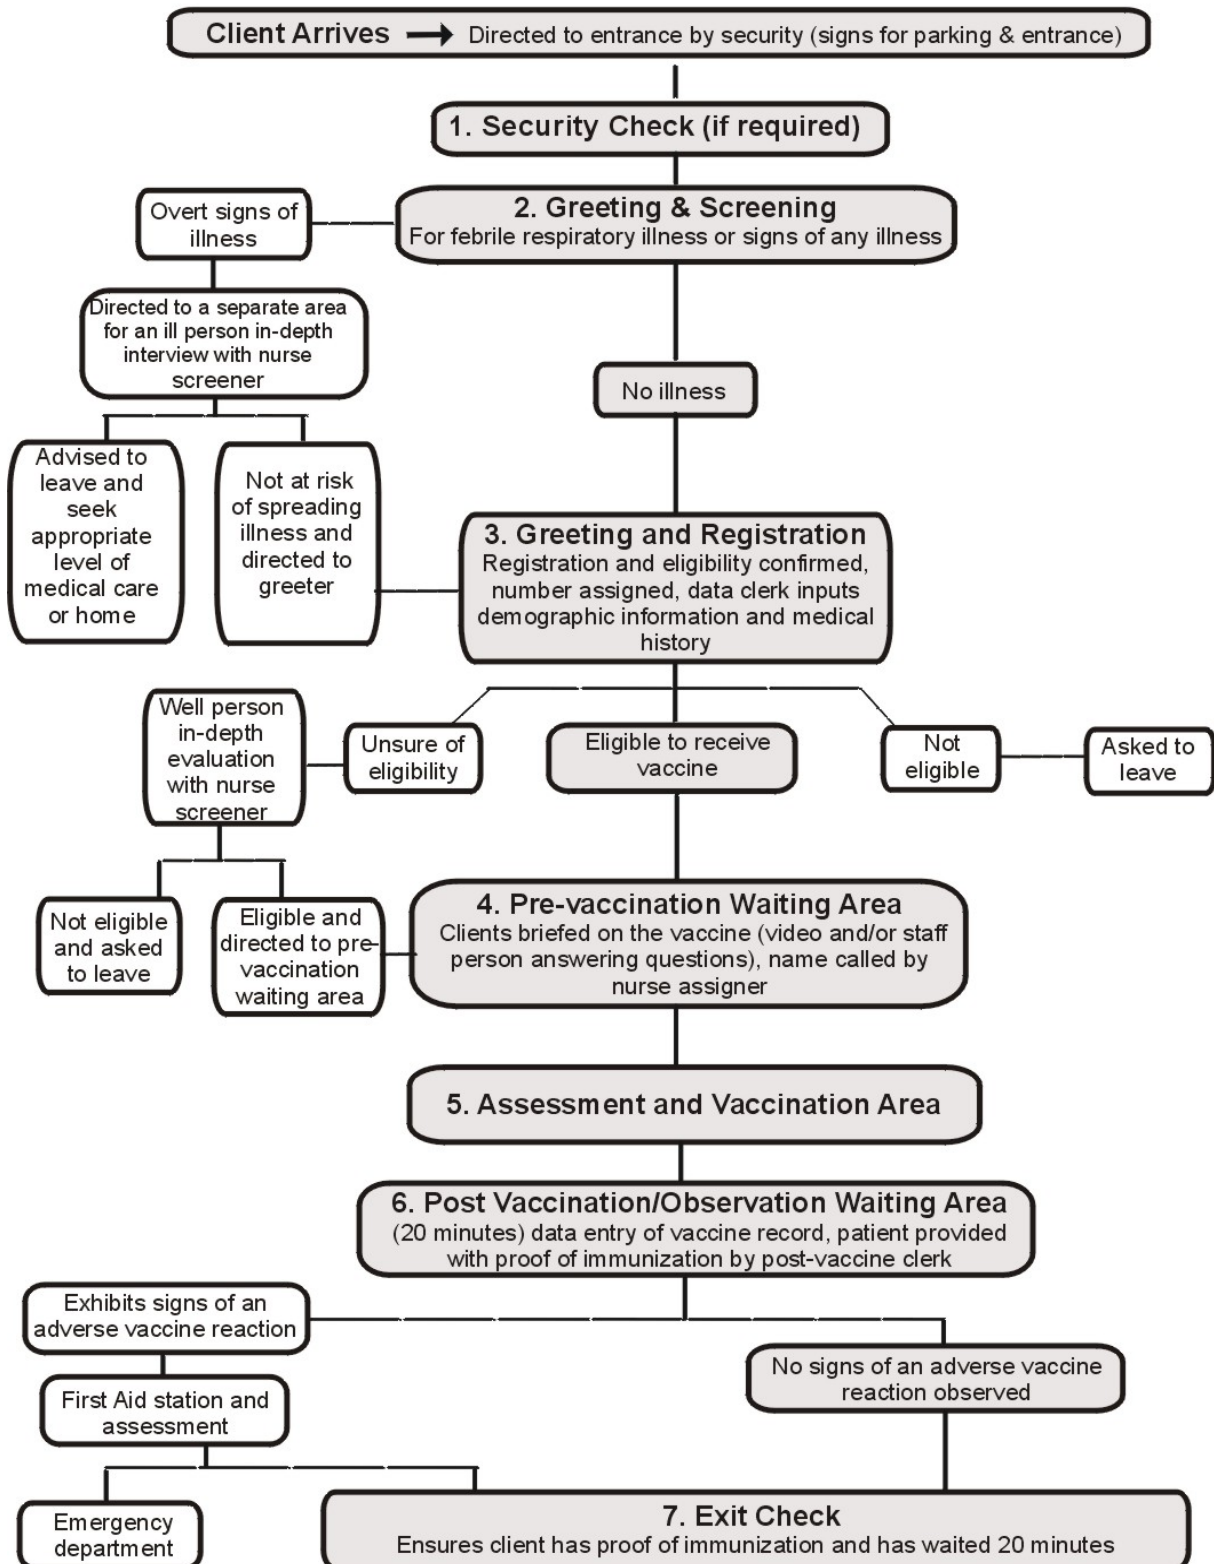 Client Arrives → Directed to entrance by security (signs for parking & entrance)
1. Security Check (if required)
2. Greeting & Screening
For febrile respiratory illness or signs of any illness
Overt signs of
illness
Directed to a separate area
for an ill person in-depth
interview with nurse
screener
No illness
Advised to
leave and
seek
appropriate
level of
medical care
or home
Not at risk
of spreading
illness and
directed to
greeter
3. Greeting and Registration
Registration and eligibility confirmed,
number assigned, data clerk inputs
demographic information and medical
history
Well person
in-depth
evaluation
with nurse
screener
Unsure of
eligibility
Eligible to receive
vaccine
Not
eligible
Asked to
leave
Not eligible
and asked
to leave
Eligible and
directed to pre-
vaccination
waiting area
4. Pre-vaccination Waiting Area
Clients briefed on the vaccine (video and/or staff
person answering questions), name called by
nurse assigner
5. Assessment and Vaccination Area
6. Post Vaccination/Observation Waiting Area
(20 minutes) data entry of vaccine record, patient provided
with proof of immunization by post-vaccine clerk
Exhibits signs of an
adverse vaccine reaction
No signs of an adverse vaccine
reaction observed
First Aid station and
assessment
Emergency
department
7. Exit Check
Ensures client has proof of immunization and has waited 20 minutes